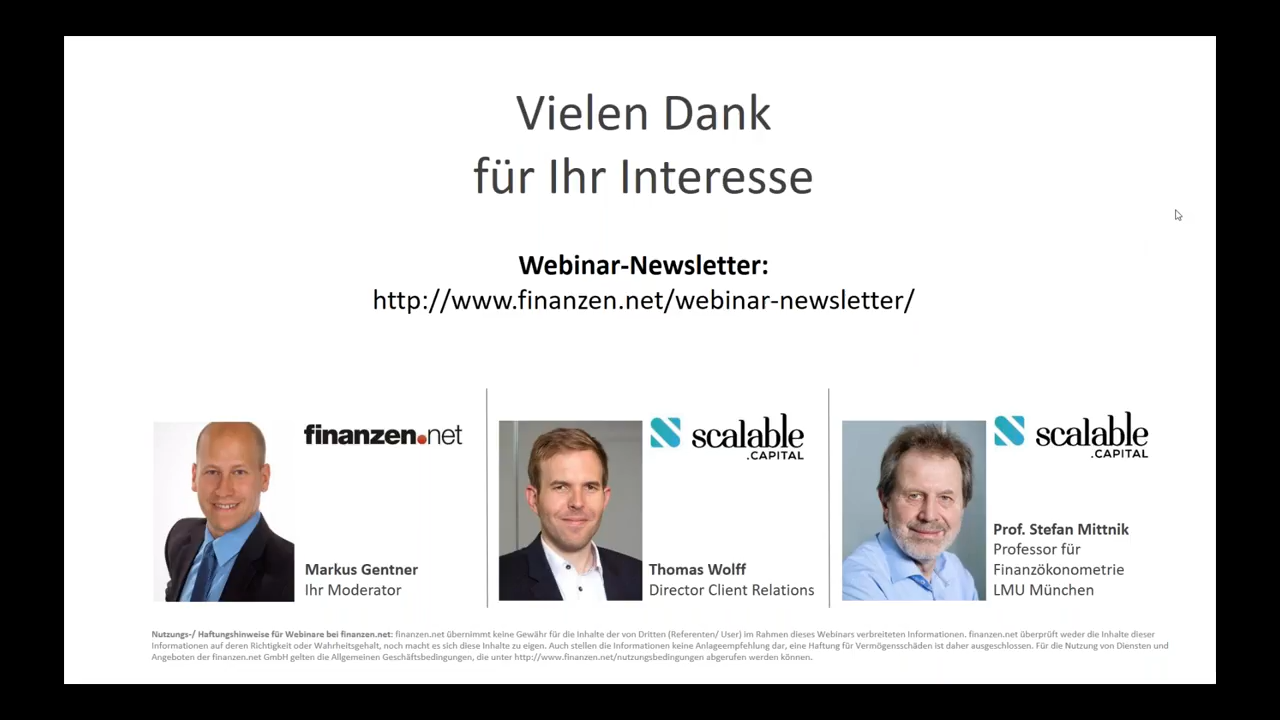 Vielen Dank
für Ihr Interesse
Webinar-Newsletter:
http://www.finanzen.net/webinar-newsletter/
finanzen.net
Markus Gentner
Ihr Moderator
scalable
.CAPITAL
Thomas Wolff
Director Client Relations
scalable
.CAPITAL
Prof. Stefan Mittnik
Professor für
Finanzökonometrie
LMU München
Nutzungs-/ Haftungshinweise für Webinare bei finanzen.net: finanzen.net übernimmt keine Gewähr für die Inhalte der von Dritten (Referenten/ User) im Rahmen dieses Webinars verbreiteten Informationen. finanzen.net überprüft weder die Inhalte dieser
Informationen auf deren Richtigkeit oder Wahrheitsgehalt, noch macht es sich diese Inhalte zu eigen. Auch stellen die Informationen keine Anlageempfehlung dar, eine Haftung für Vermögensschäden ist daher ausgeschlossen. Für die Nutzung von Diensten und
Angeboten der finanzen.net GmbH gelten die Allgemeinen Geschäftsbedingungen, die unter http://www.finanzen.net/nutzungsbedingungen abgerufen werden können.